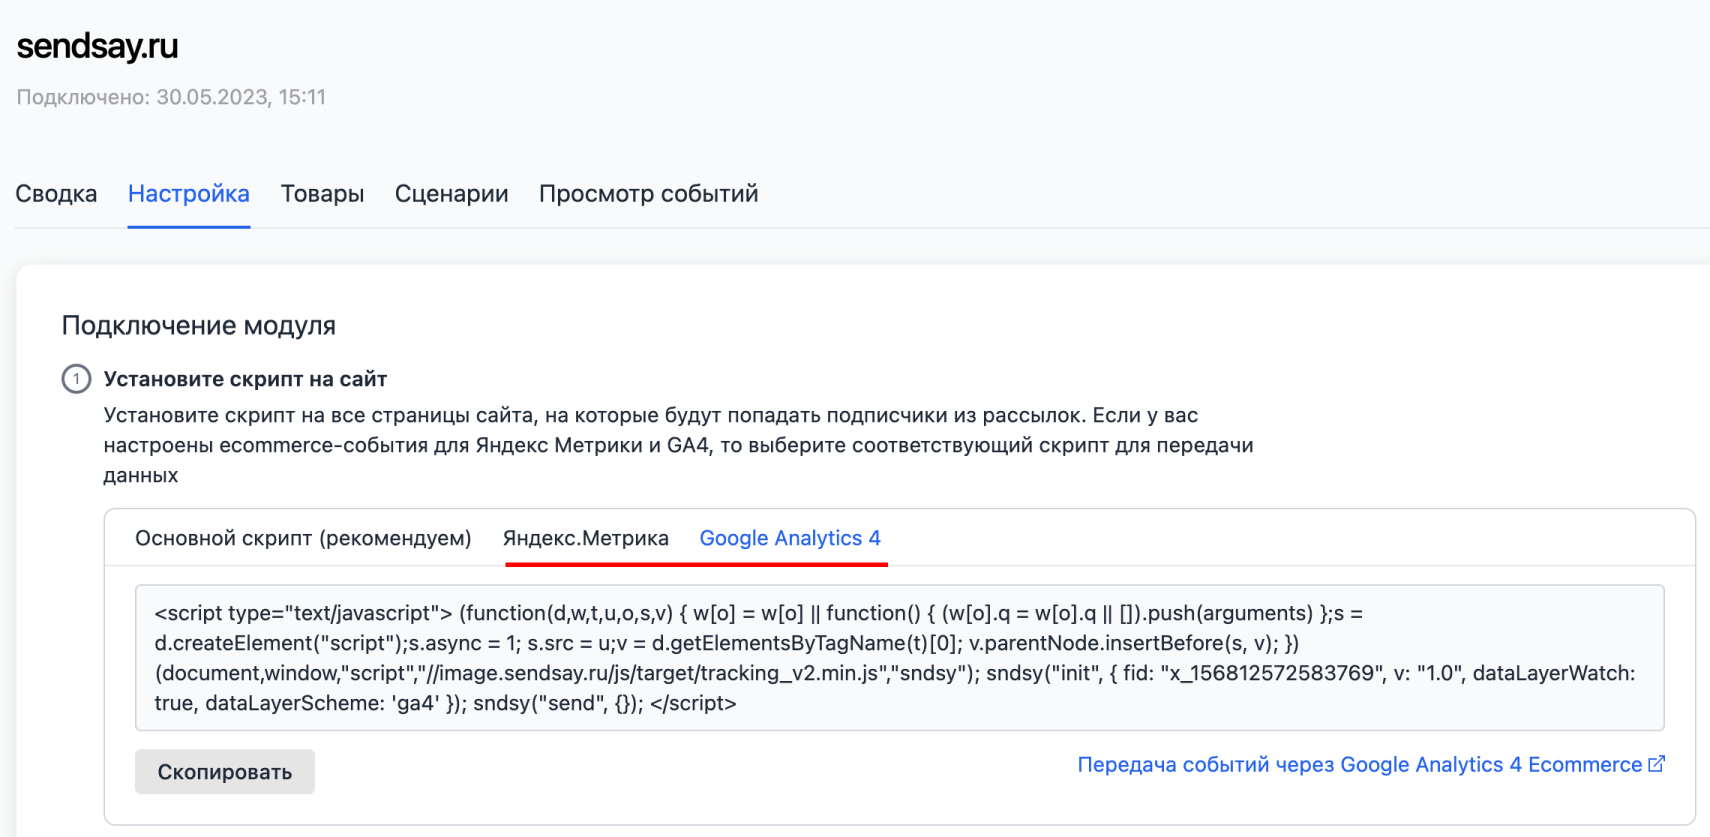 sendsay.ru
Подключено: 30.05.2023, 15:11
Сводка Настройка Товары Сценарии Просмотр событий
Подключение модуля
1 Установите скрипт на сайт
Установите скрипт на все страницы сайта, на которые будут попадать подписчики из рассылок. Если у вас
настроены ecommerce-события для Яндекс Метрики и GA4, то выберите соответствующий скрипт для передачи
данных
Основной скрипт (рекомендуем) Яндекс.Метрика Google Analytics 4
<script type="text/javascript"> (function(d,w,t,u,o,s,v) { w[o] = w[o] || function() { (w[o].q = w[o].q || []).push(arguments) };s =
d.createElement("script");s.async = 1; s.src = u;v = d.getElementsByTagName(t)[0]; v.parentNode.insertBefore(s, v); })
(document,window,"script","//image.sendsay.ru/js/target/tracking_v2.min.js","sndsy"); sndsy("init", { fid: "x_156812572583769", v: "1.0", dataLayerWatch:
true, dataLayerScheme: 'ga4' }); sndsy("send", {}); </script>
Скопировать
Передача событий через Google Analytics 4 Ecommerce